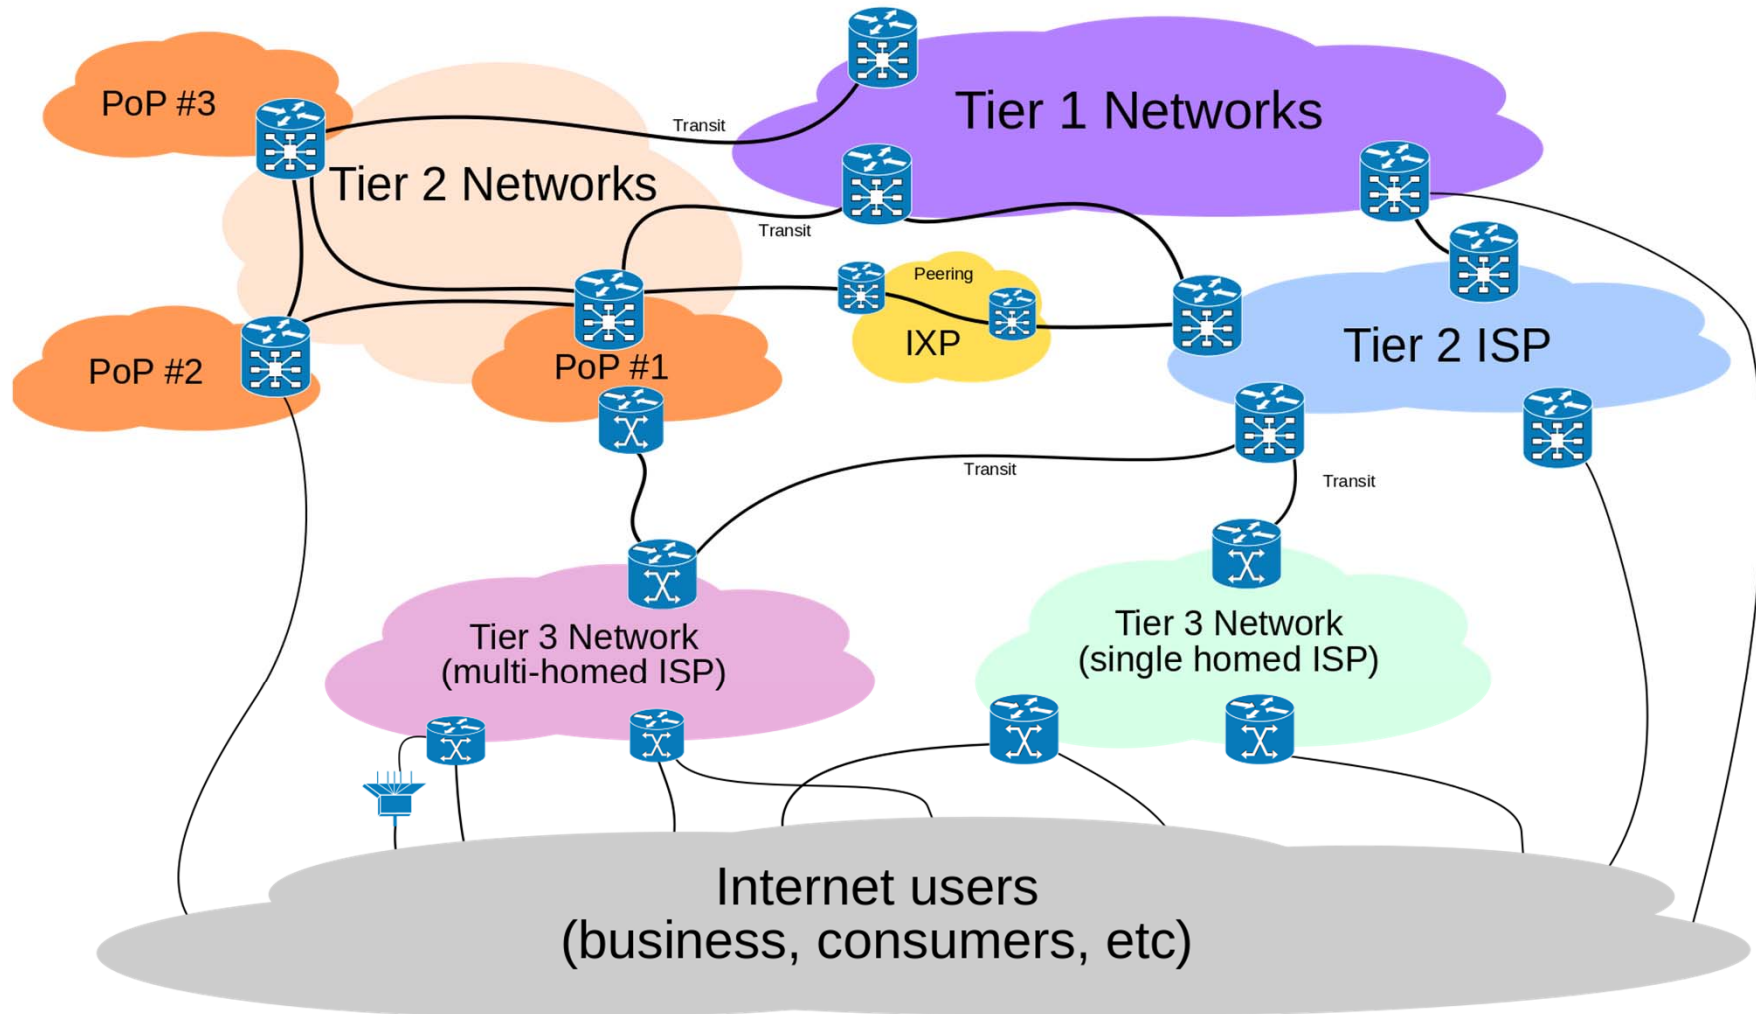 PoP #3
Tier 1 Networks
Transit
Tier 2 Networks
Transit
Peering
IXP
Tier 2 ISP
PoP #2
PoP #1
Transit
Transit
Tier 3 Network
(multi-homed ISP)
Tier 3 Network
(single homed ISP)
Internet users
(business, consumers, etc)